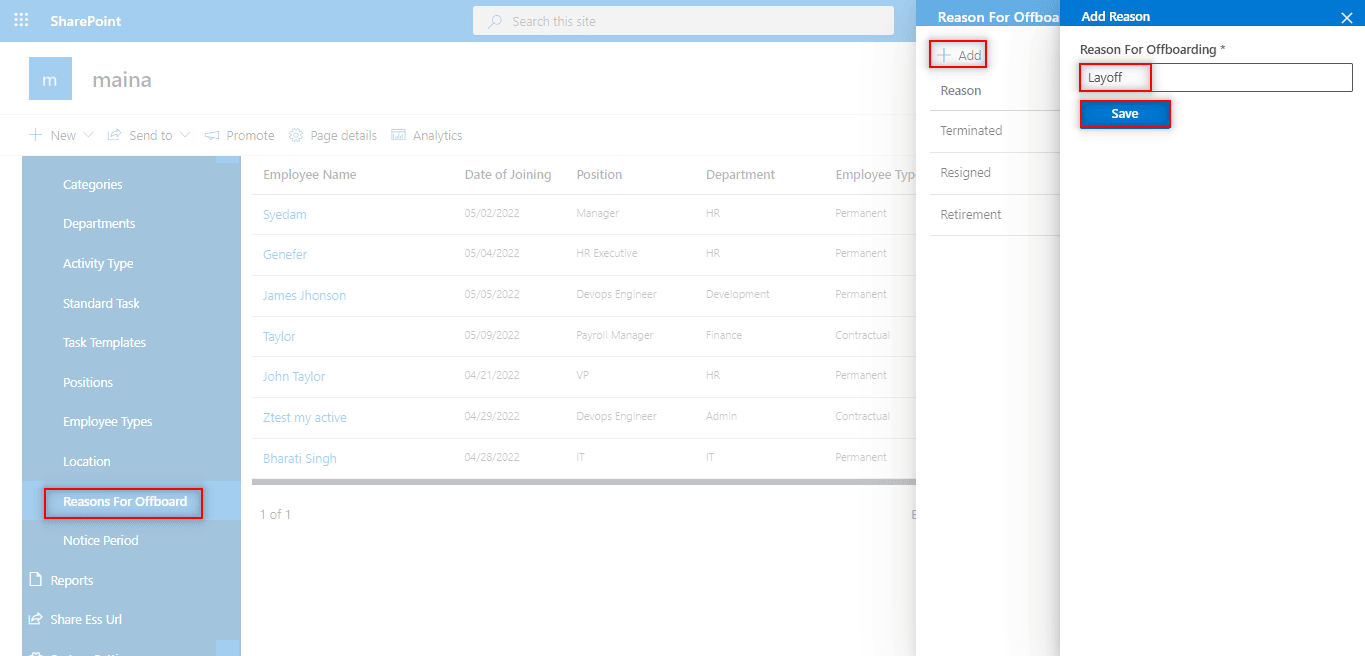 SharePoint
Search this site
m
maina
New
Send to
Promote
Page details
Analytics
Categories
Departments
Activity Type
Standard Task
Task Templates
Positions
Employee Types
Location
Reasons For Offboard
Notice Period
Reports
Share Ess Url
Employee Name Date of Joining Position Department Employee Typ
Syedam 05/02/2022 Manager HR Permanent
Genefer 05/04/2022 HR Executive HR Permanent
James Jhonson 05/05/2022 Devops Engineer Development Permanent
Taylor 05/09/2022 Payroll Manager Finance Contractual
John Taylor 04/21/2022 VP HR Permanent
Ztest my active 04/29/2022 Devops Engineer Admin Contractual
Bharati Singh 04/28/2022 IT IT Permanent
1 of 1
Reason For Offboa
Add
Reason
Terminated
Resigned
Retirement
Add Reason
Reason For Offboarding *
Layoff
Save